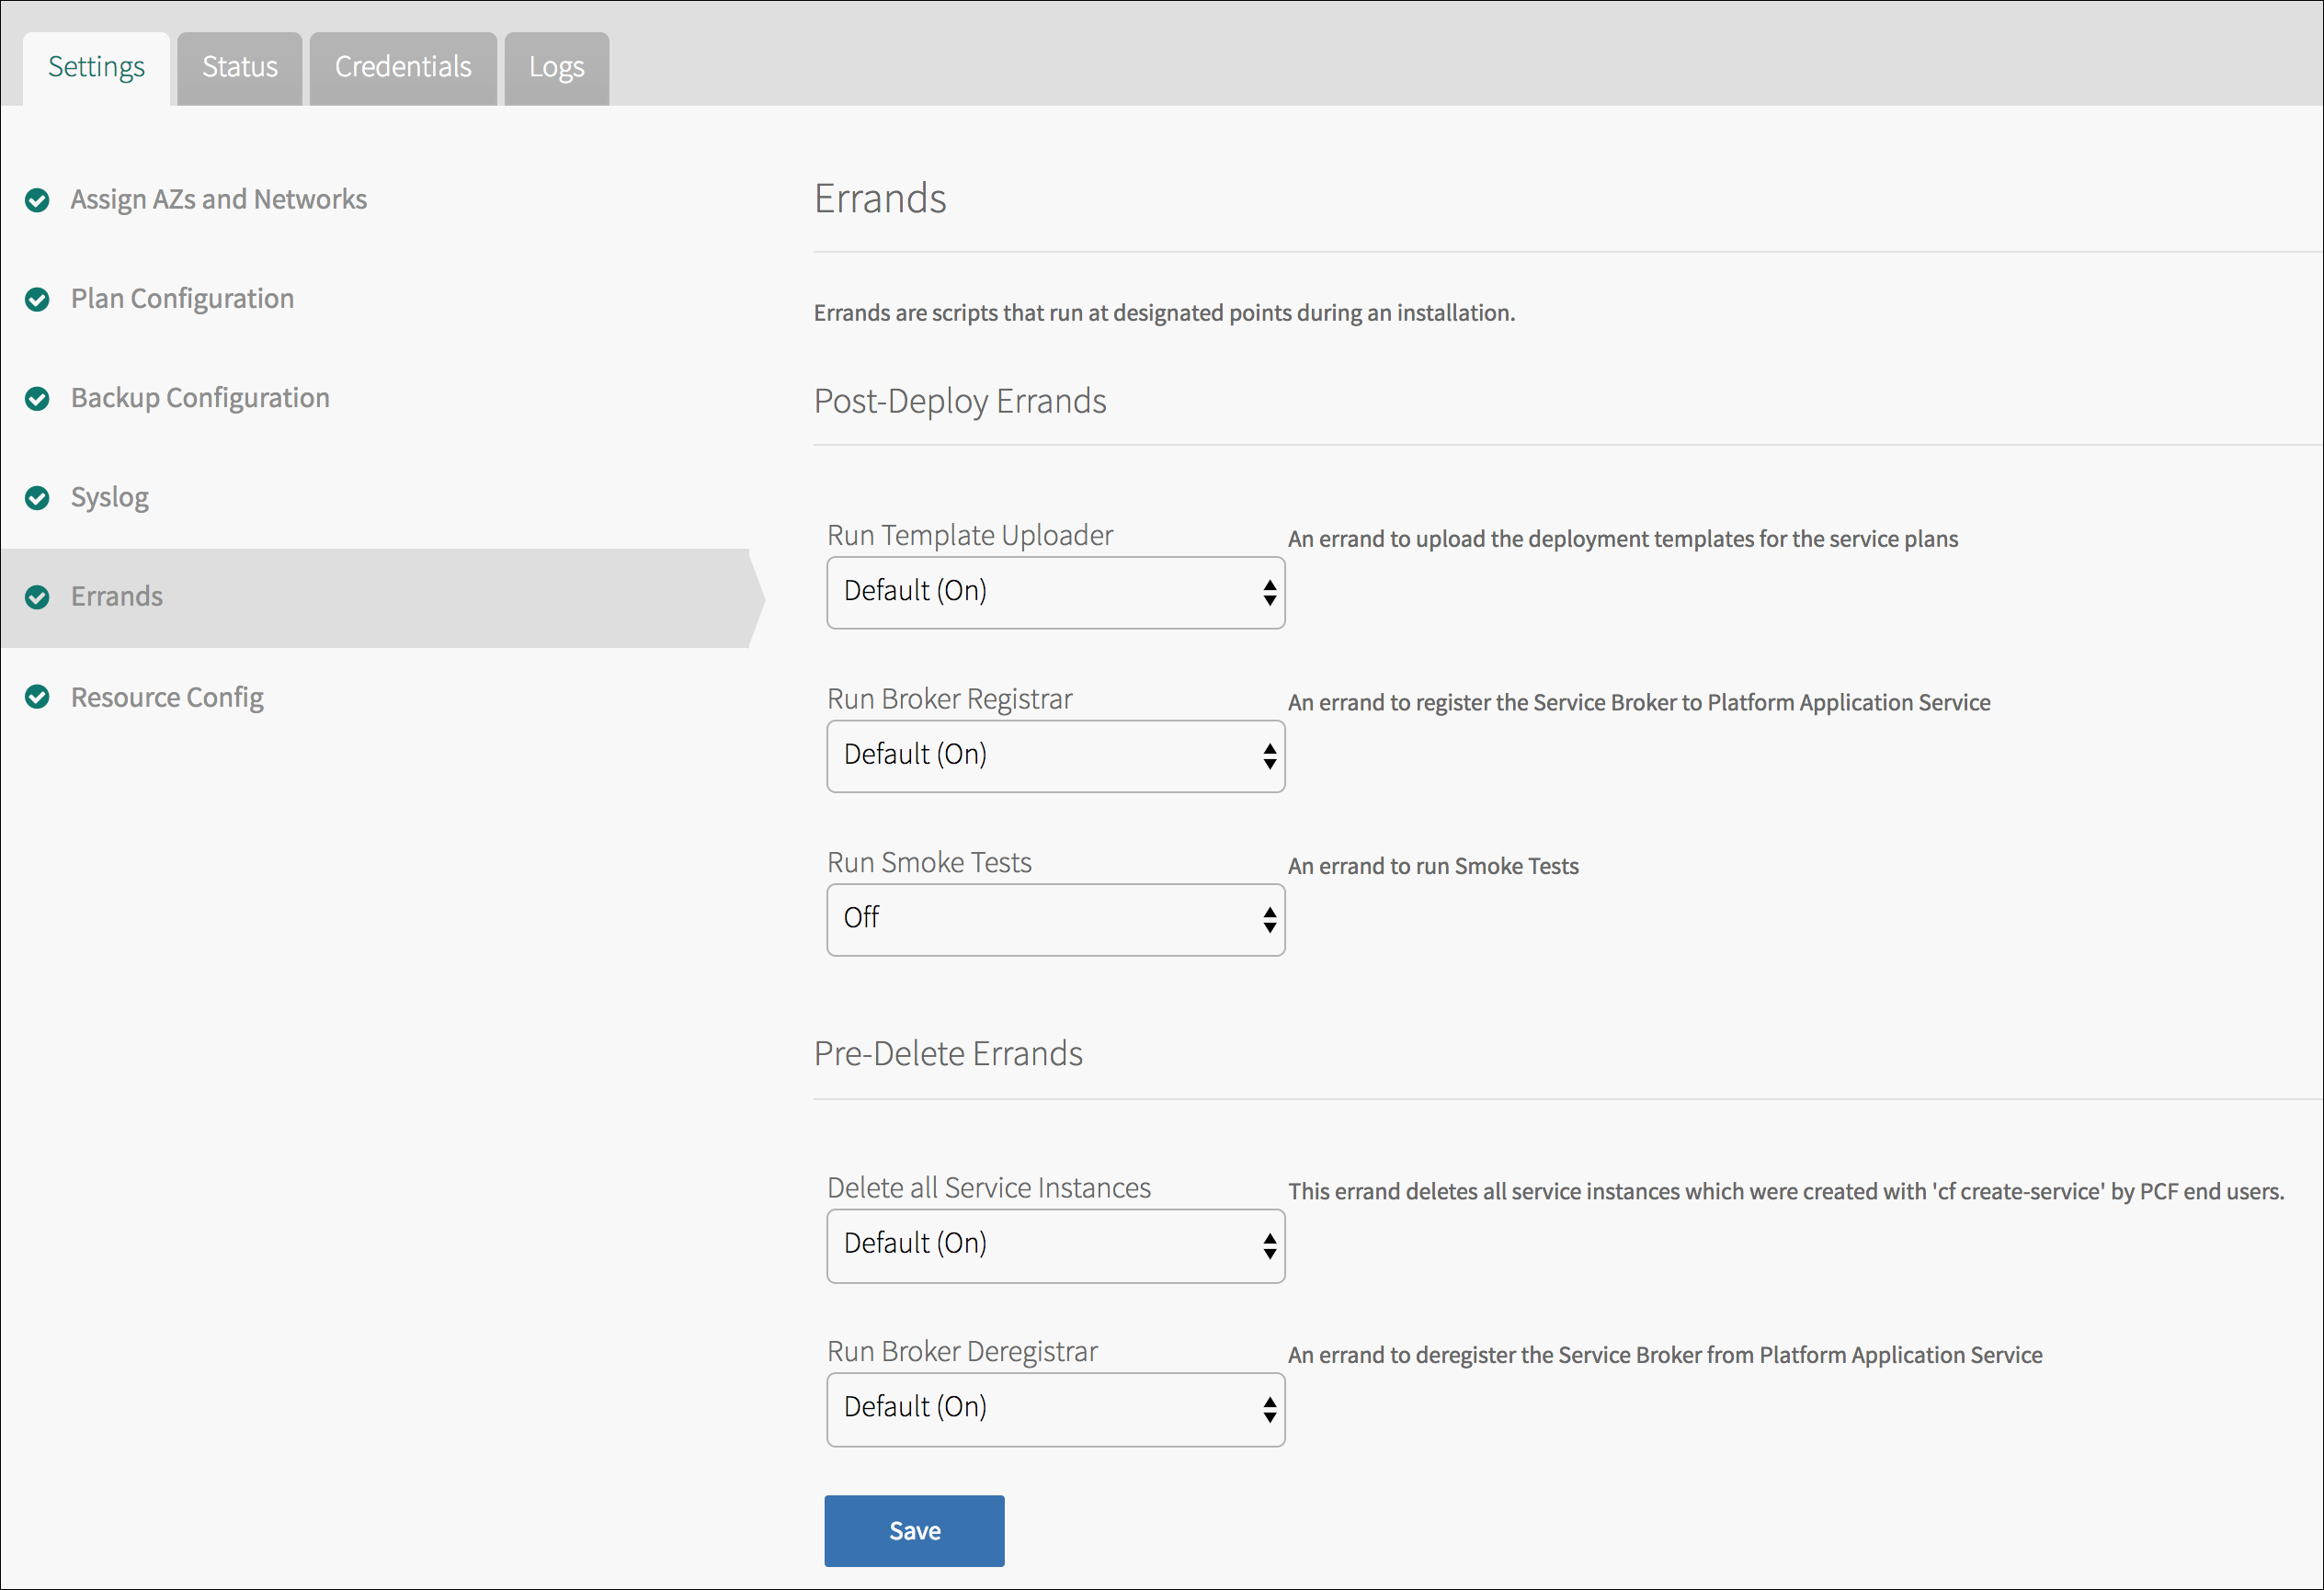 Settings
Status
Credentials
Logs
Assign AZs and Networks
Plan Configuration
Backup Configuration
Syslog
Errands
Resource Config
Errands
Errands are scripts that run at designated points during an installation.
Post-Deploy Errands
Run Template Uploader
An errand to upload the deployment templates for the service plans
Default (On)
Run Broker Registrar
An errand to register the Service Broker to Platform Application Service
Default (On)
Run Smoke Tests
An errand to run Smoke Tests
Off
Pre-Delete Errands
Delete all Service Instances
This errand deletes all service instances which were created with 'cf create-service' by PCF end users.
Default (On)
Run Broker Deregistrar
An errand to deregister the Service Broker from Platform Application Service
Default (On)
Save